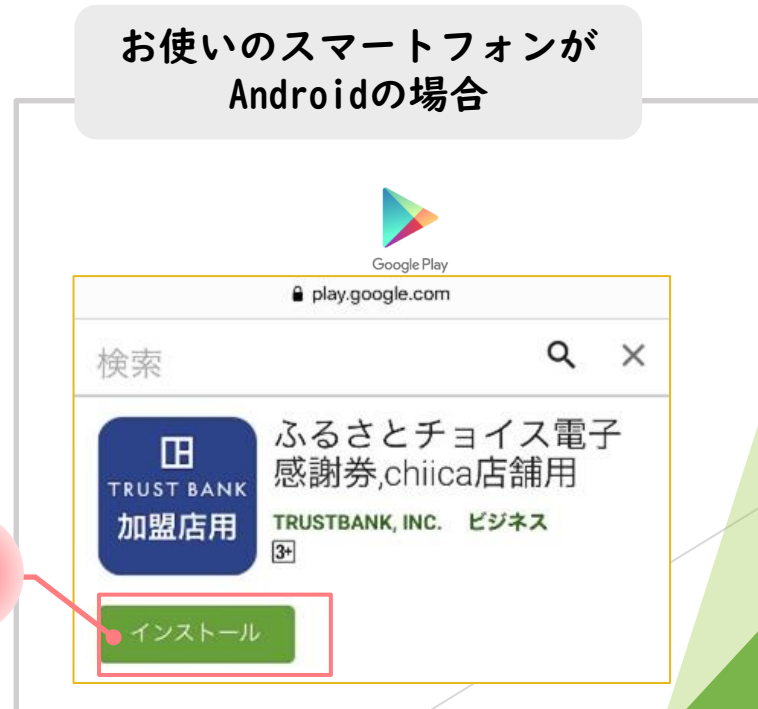 お使いのスマートフォンが
Androidの場合
Google Play
play.google.com
検索
TRUST BANK
加盟店用
ふるさとチョイス電子
感謝券,chiica店舗用
TRUSTBANK, INC. ビジネス
3+
インストール